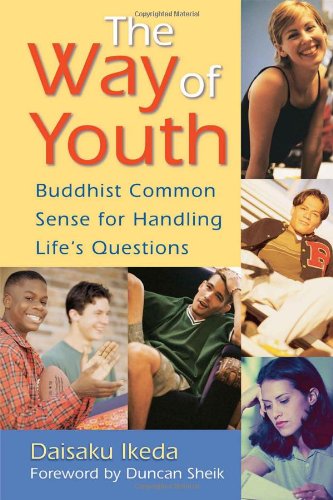 The
Way of
Youth
Buddhist Common
Sense for Handling
Life's Questions
Daisaku Ikeda
Foreword by Duncan Sheik